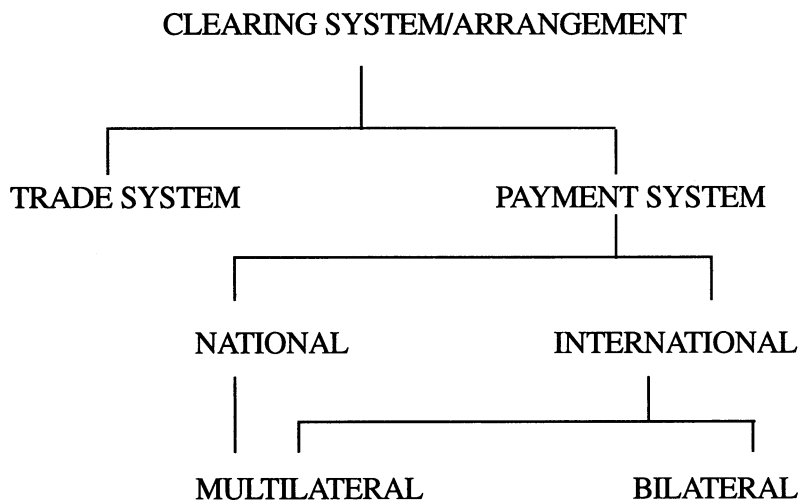 CLEARING SYSTEM/ARRANGEMENT
TRADE SYSTEM
PAYMENT SYSTEM
NATIONAL
INTERNATIONAL
MULTILATERAL
BILATERAL